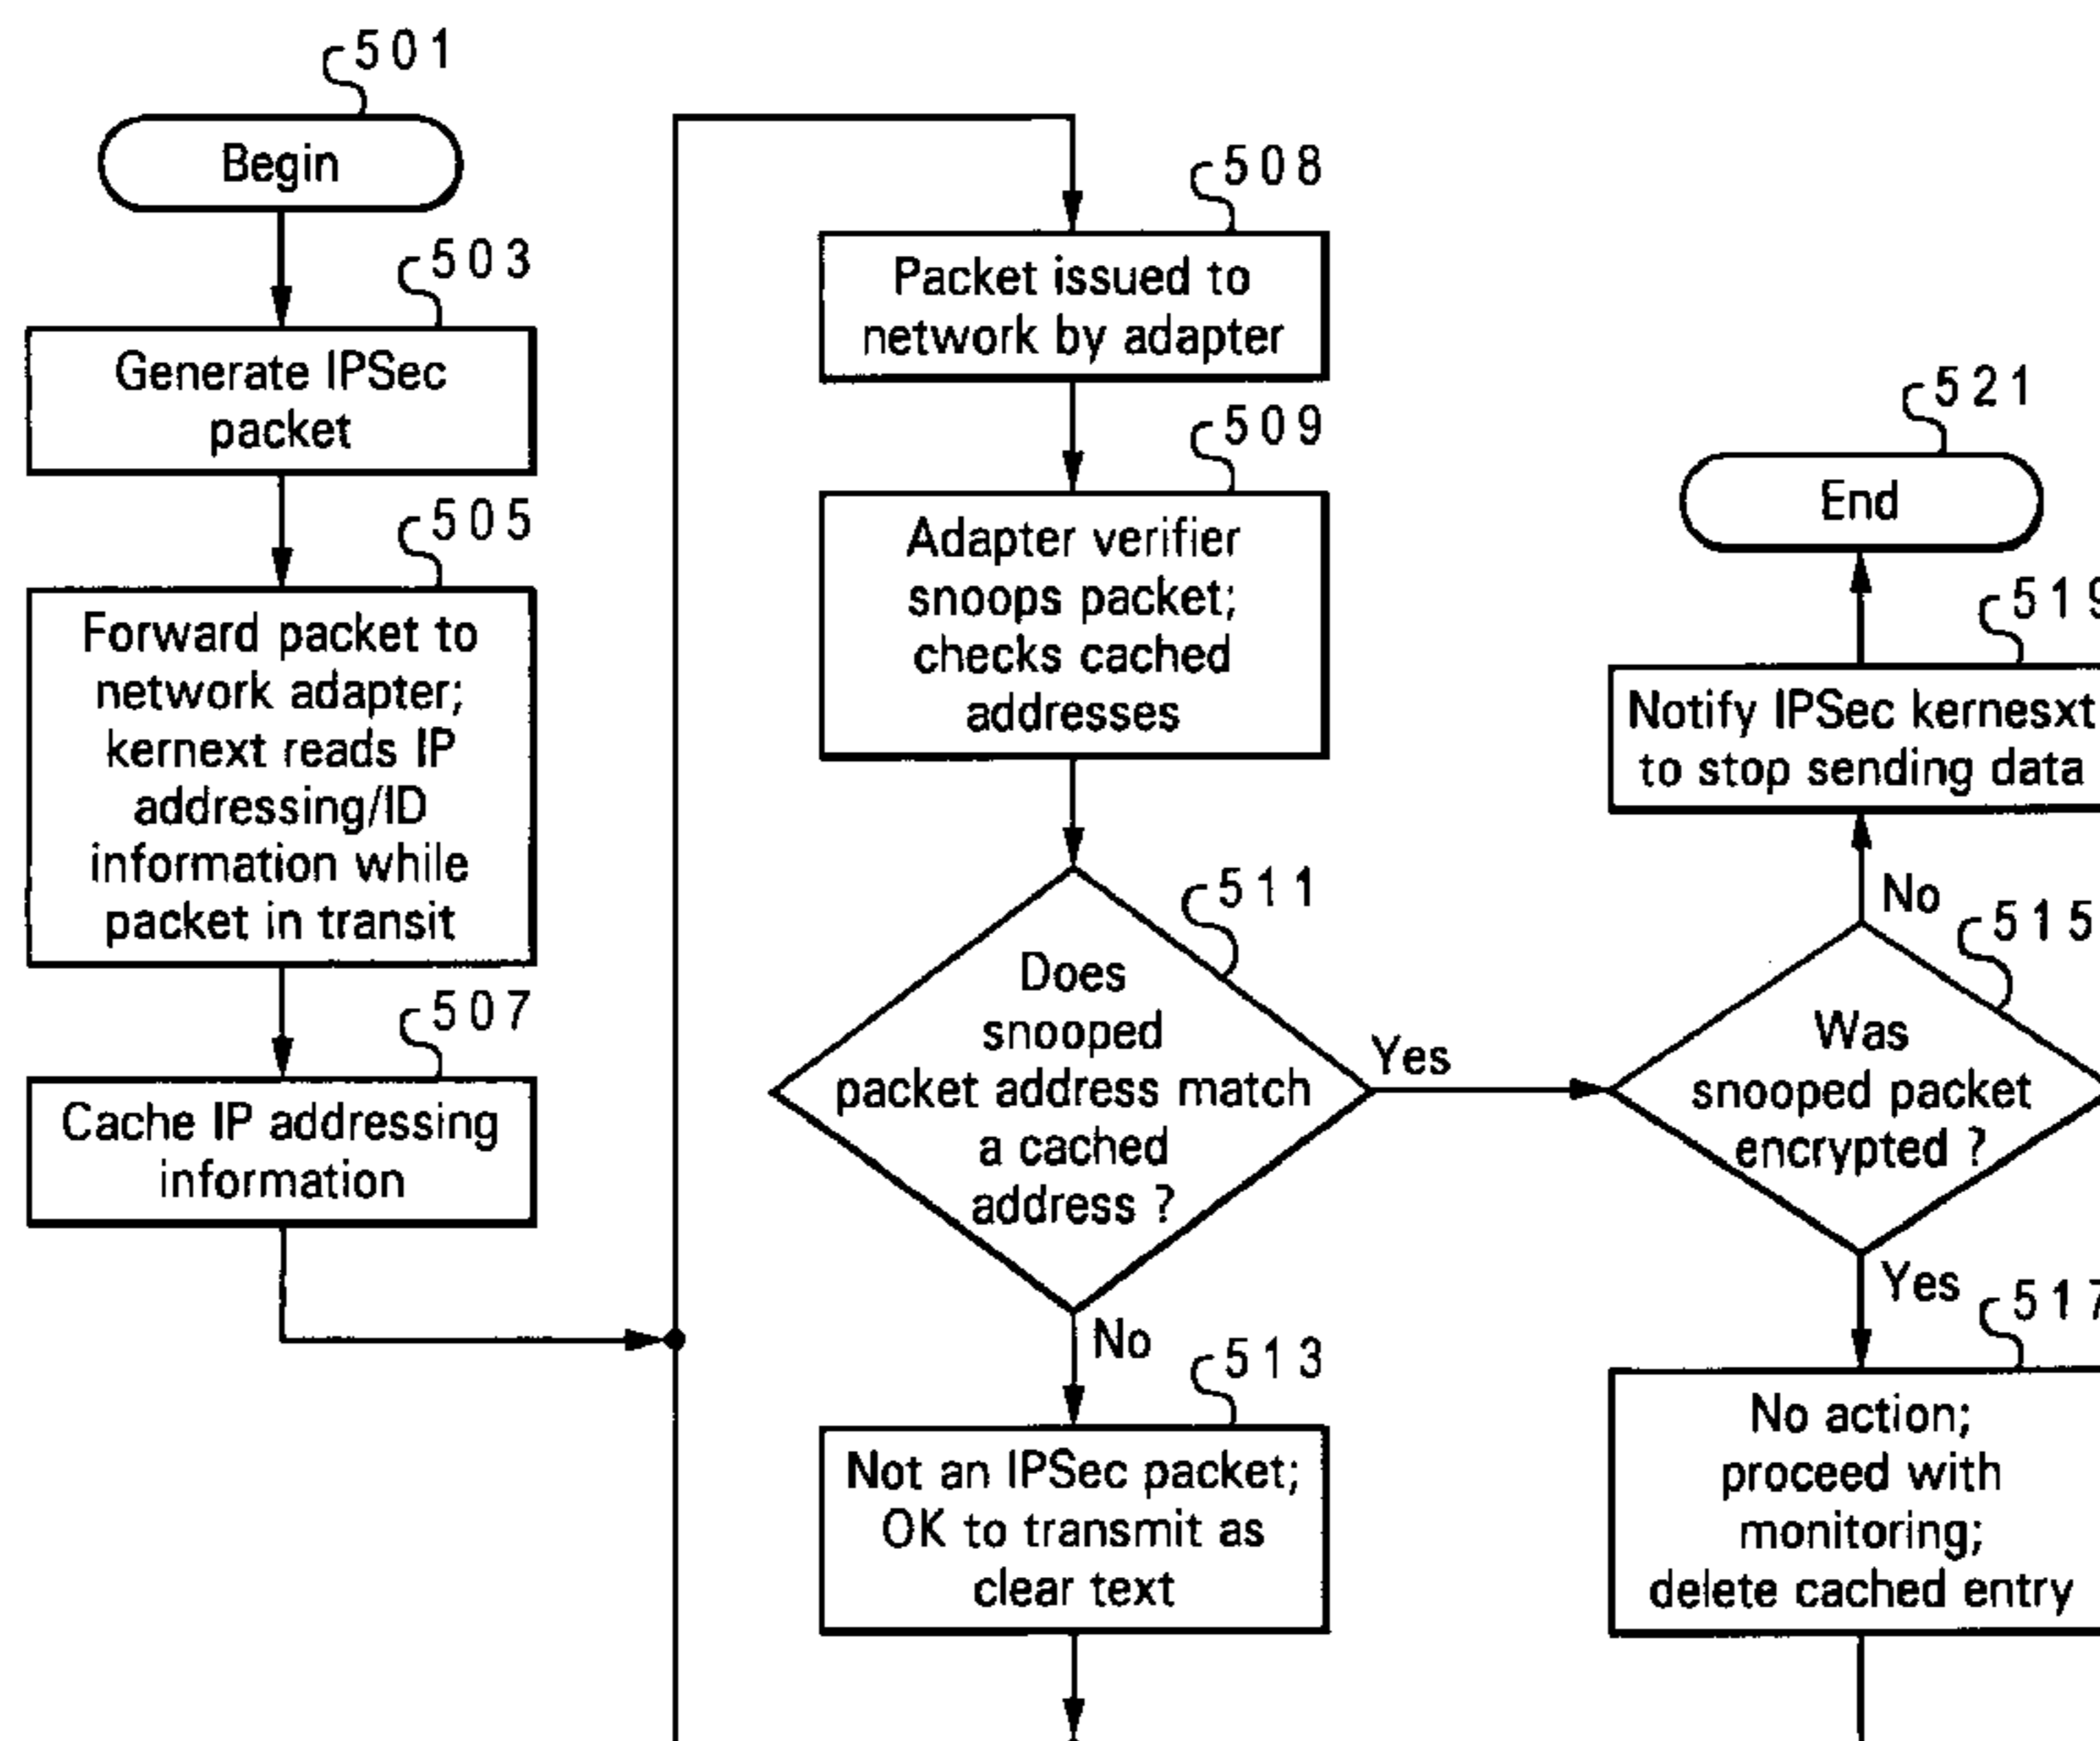 501
Begin
503
Generate IPSec
packet
505
Forward packet to
network adapter;
kernext reads IP
addressing/ID
information while
packet in transit
507
Cache IP addressing
information
508
Packet issued to
network by adapter
509
Adapter verifier
snoops packet;
checks cached
addresses
511
Does
snooped
packet address match
a cached
address ?
Yes
No
513
Not an IPSec packet;
OK to transmit as
clear text
521
End
519
Notify IPSec kernesxt
to stop sending data
No
515
Was
snooped packet
encrypted ?
Yes
517
No action;
proceed with
monitoring;
delete cached entry